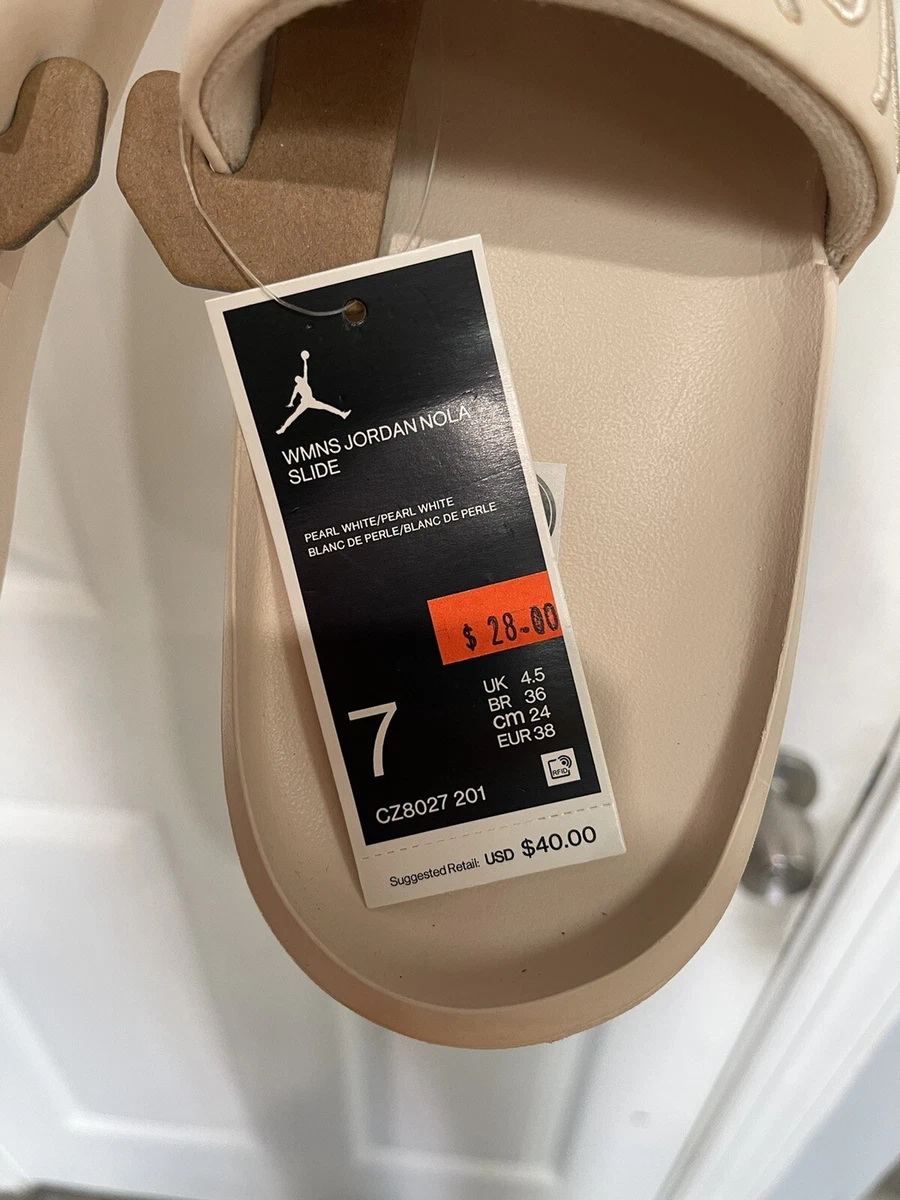 WMNS JORDAN NOLA
SLIDE
PEARL WHITE/PEARL WHITE
BLANC DE PERLE/BLANC DE PERLE
$ 28-00
7
UK 4.5
BR 36
cm 24
EUR 38
RFID
CZ8027 201
Suggested Retail: USD $40.00